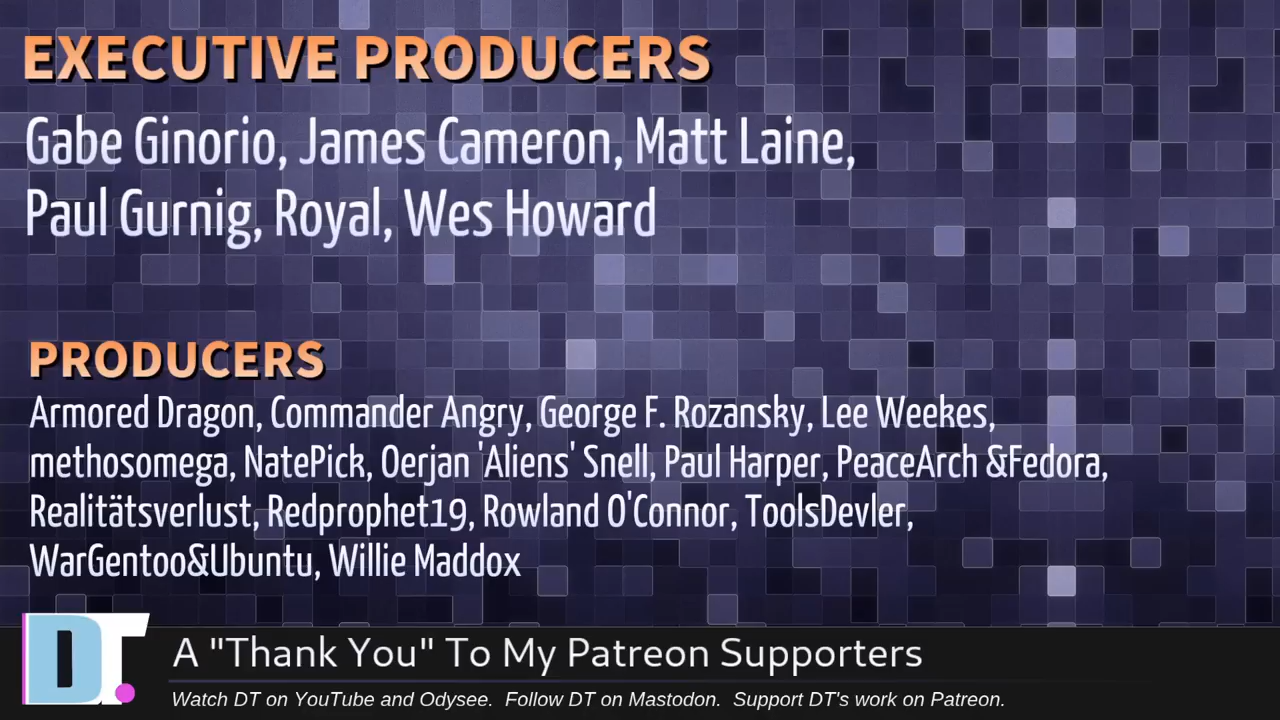 EXECUTIVE PRODUCERS
Gabe Ginorio, James Cameron, Matt Laine,
Paul Gurnig, Royal, Wes Howard
PRODUCERS
Armored Dragon, Commander Angry, George F. Rozansky, Lee Weekes,
methosomega, NatePick, Oerjan 'Aliens' Snell, Paul Harper, PeaceArch &Fedora,
Realitätsverlust, Redprophet19, Rowland O'Connor, ToolsDevler,
WarGentoo&Ubuntu, Willie Maddox
DT.
A "Thank You" To My Patreon Supporters
Watch DT on YouTube and Odysee. Follow DT on Mastodon. Support DT's work on Patreon.